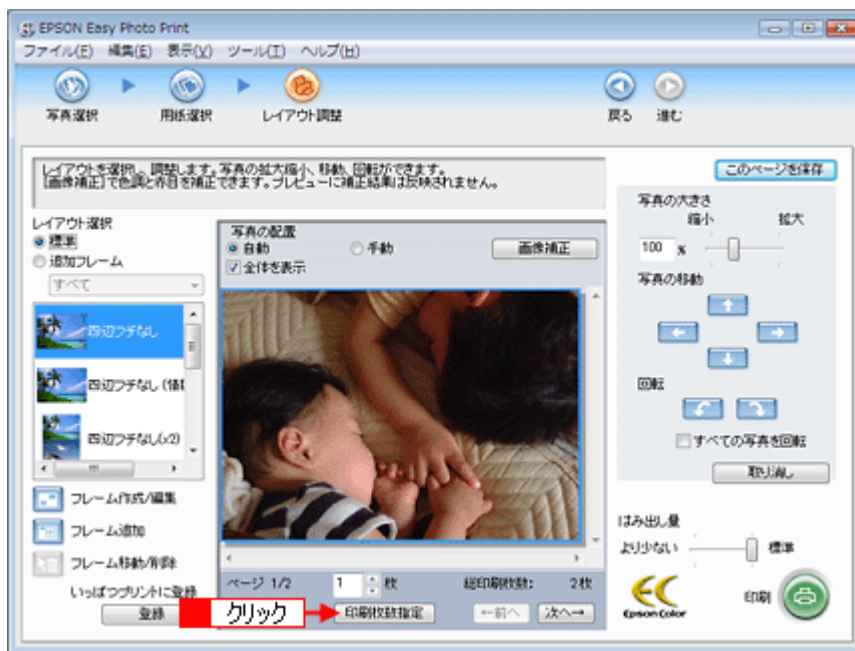 EPSON Easy Photo Print
ファイル(F) 編集(E) 表示(V) ツール(T) ヘルプ(H)
写真選択 用紙選択 レイアウト調整 戻る 進む
レイアウトを選択し、調整します。写真の拡大縮小、移動、回転ができます。
[画像補正]で色調と赤目を補正できます。プレビューに補正結果は反映されません。
このページを保存
レイアウト選択
標準
追加フレーム
すべて
四辺フチなし
四辺フチなし (情報
四辺フチなし(x2)
フレーム作成/編集
フレーム追加
フレーム移動/削除
いっぱつプリントに登録
登録
写真の配置
自動 手動 画像補正
全体を表示
ページ 1/2 1 枚 総印刷枚数: 2枚
クリック
印刷枚数指定 ←前へ 次へ→
写真の大きさ
縮小 拡大
100 %
写真の移動
回転
すべての写真を回転
取り消し
はみ出し量
より少ない 標準
Epson Color
印刷